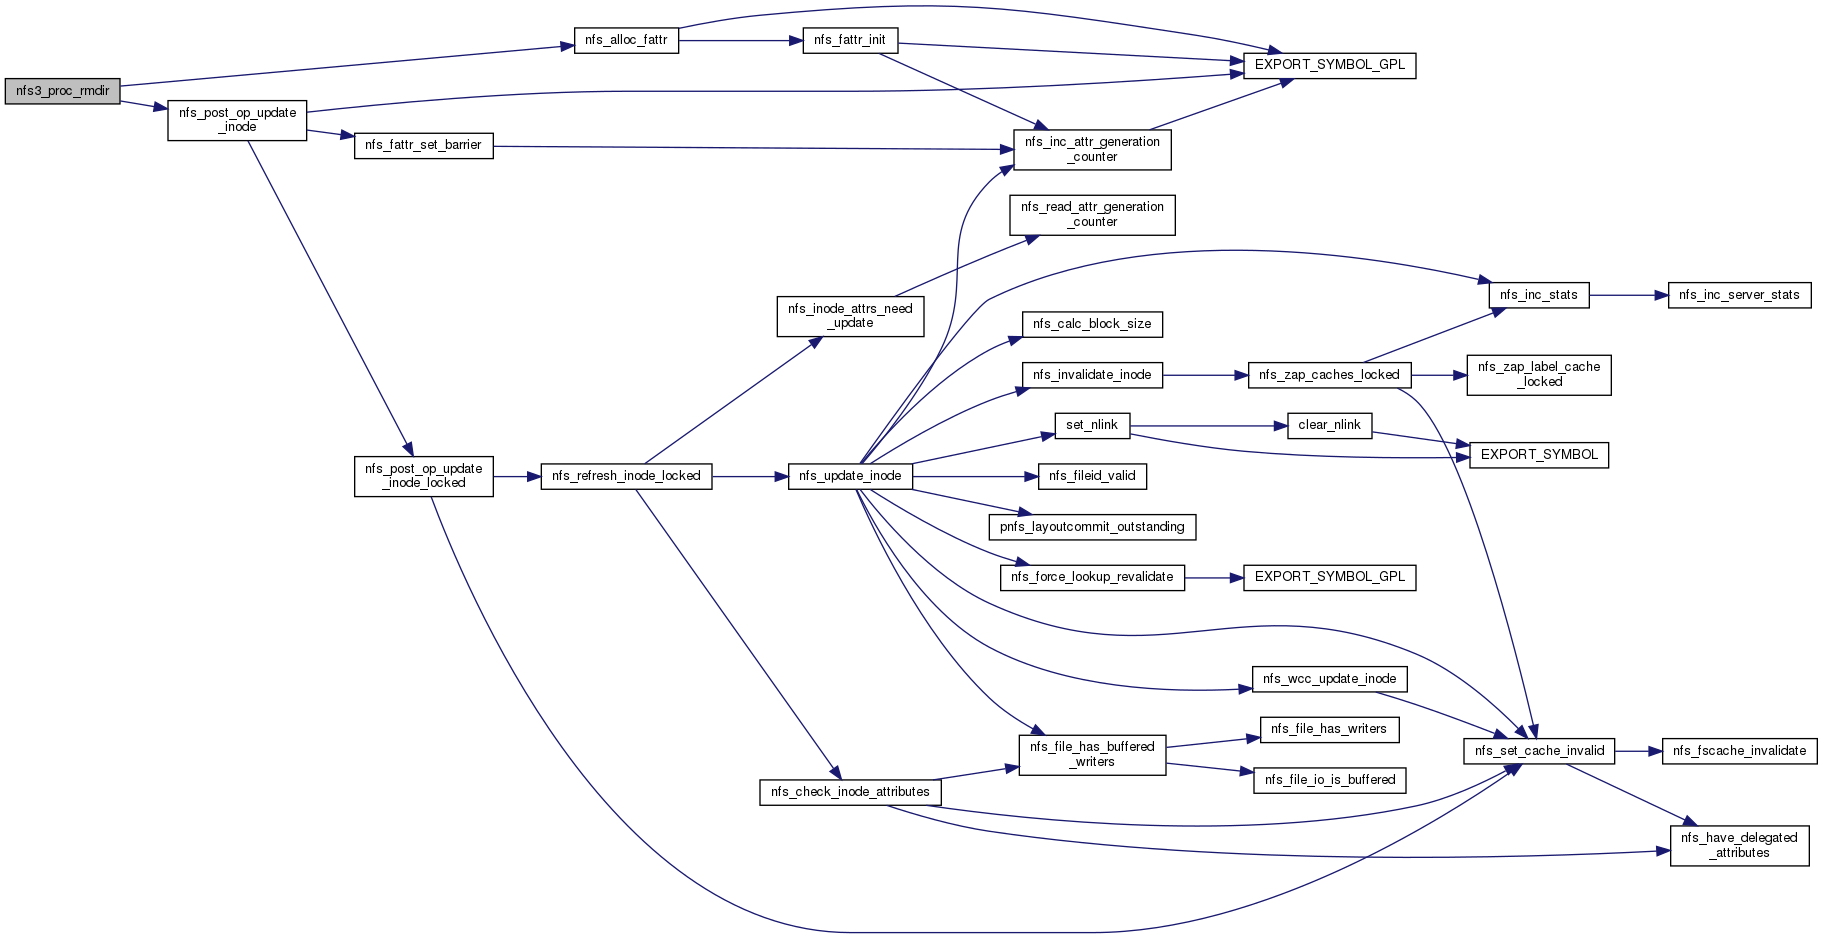 nfs3_proc_rmdir
nfs_post_op_update
_inode
nfs_alloc_fattr
nfs_fattr_init
EXPORT_SYMBOL_GPL
nfs_fattr_set_barrier
nfs_inc_attr_generation
_counter
nfs_read_attr_generation
_counter
nfs_inode_attrs_need
_update
nfs_inc_stats
nfs_inc_server_stats
nfs_calc_block_size
nfs_invalidate_inode
nfs_zap_caches_locked
nfs_zap_label_cache
_locked
set_nlink
clear_nlink
EXPORT_SYMBOL
nfs_post_op_update
_inode_locked
nfs_refresh_inode_locked
nfs_update_inode
nfs_fileid_valid
pnfs_layoutcommit_outstanding
nfs_force_lookup_revalidate
EXPORT_SYMBOL_GPL
nfs_wcc_update_inode
nfs_file_has_buffered
_writers
nfs_file_has_writers
nfs_file_io_is_buffered
nfs_set_cache_invalid
nfs_fscache_invalidate
nfs_check_inode_attributes
nfs_have_delegated
_attributes